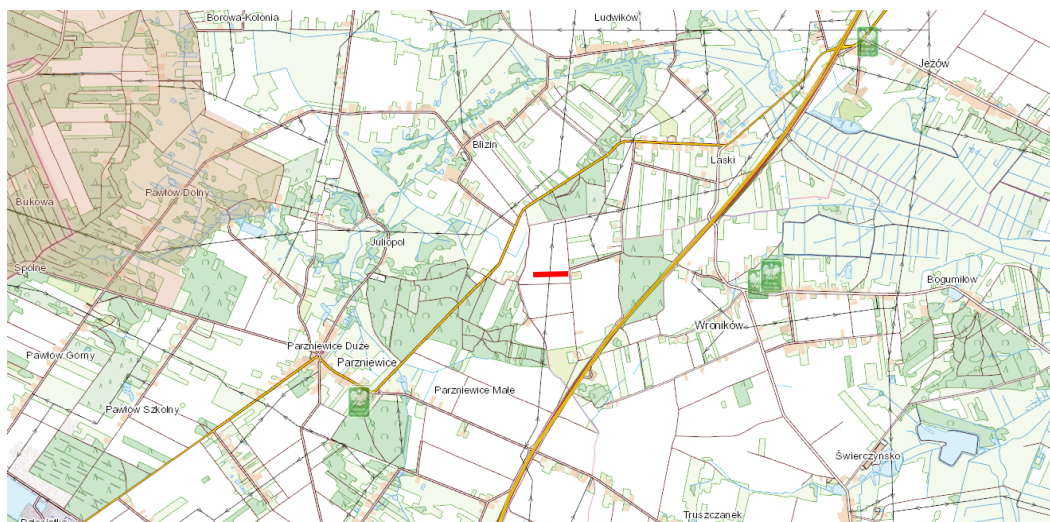 Borowa-Kolonia
Ludwików
Jeżów
Blizin
Laski
Pawłów Dolny
Bukowa
Juliopol
Spólne
Bogumiłów
Wroników
Parzniewice Duże
Pawłów Górny
Parzniewice
Parzniewice Małe
Pawłów Szkolny
Świerczyńsko
Truszczanek